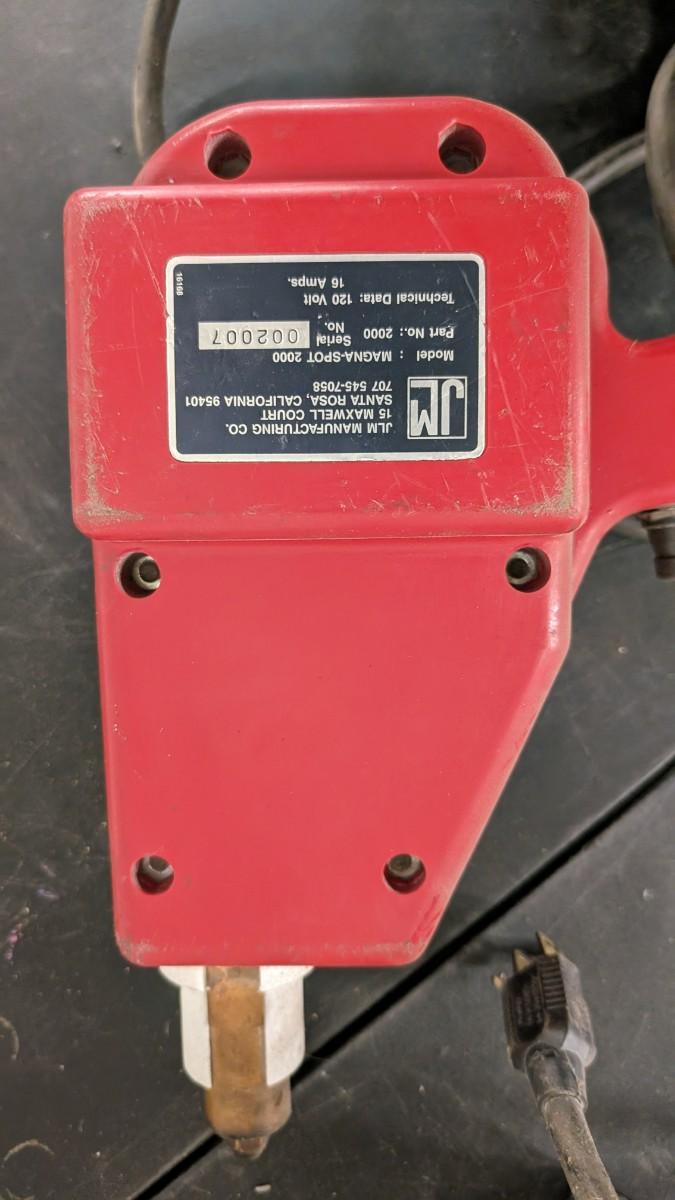 JLM
JLM MANUFACTURING CO.
15 MAXWELL COURT
SANTA ROSA, CALIFORNIA 95401
707 545-7058
Model : MAGNA-SPOT 2000
Part No.: 2000 Serial No. 002007
Technical Data: 120 Volt
16 Amps.
16168